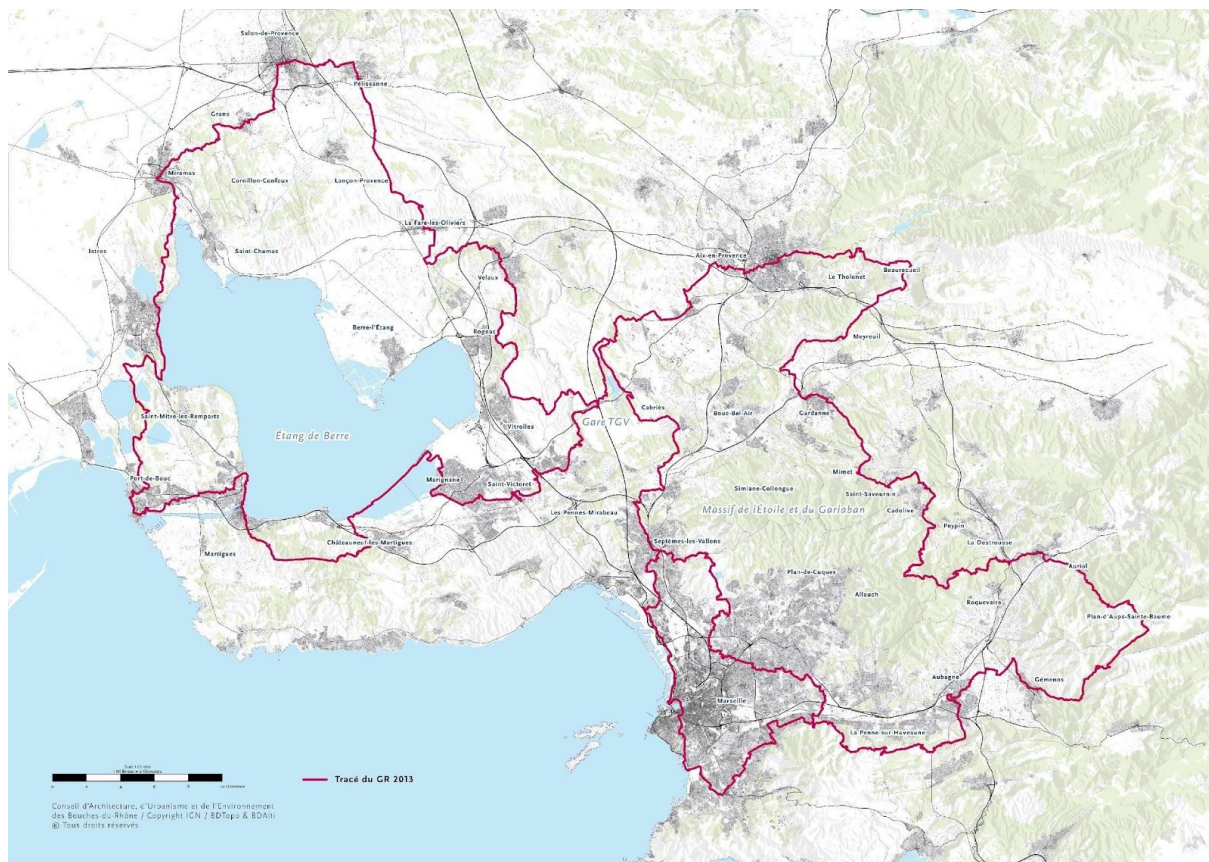 Salon-de-Provence
Pélissanne
Grans
Miramas
Cornillon-Confoux
Lançon-Provence
La Fare-les-Oliviers
Istres
Saint-Chamas
Velaux
Aix-en-Provence
Le Tholonet
Beaurecueil
Berre-l'Étang
Rognac
Meyreuil
Saint-Mitre-les-Remparts
Étang de Berre
Vitrolles
Gare TGV
Cabriès
Bouc-Bel-Air
Gardanne
Port-de-Bouc
Marignane
Saint-Victoret
Mimet
Simiane-Collongue
Saint-Savournin
Cadolive
Massif de l'Étoile et du Garlaban
Les Pennes-Mirabeau
Peypin
La Destrousse
Martigues
Châteauneuf-les-Martigues
Septèmes-les-Vallons
Plan-de-Cuques
Allauch
Auriol
Roquevaire
Plan-d'Aups-Sainte-Baume
Marseille
Aubagne
Gémenos
La Penne-sur-Huveaune
Tracé du GR 2013
Conseil d'Architecture, d'Urbanisme et de l'Environnement
des Bouches-du-Rhône / Copyright IGN / BDTopo & BDAlti
® Tous droits réservés